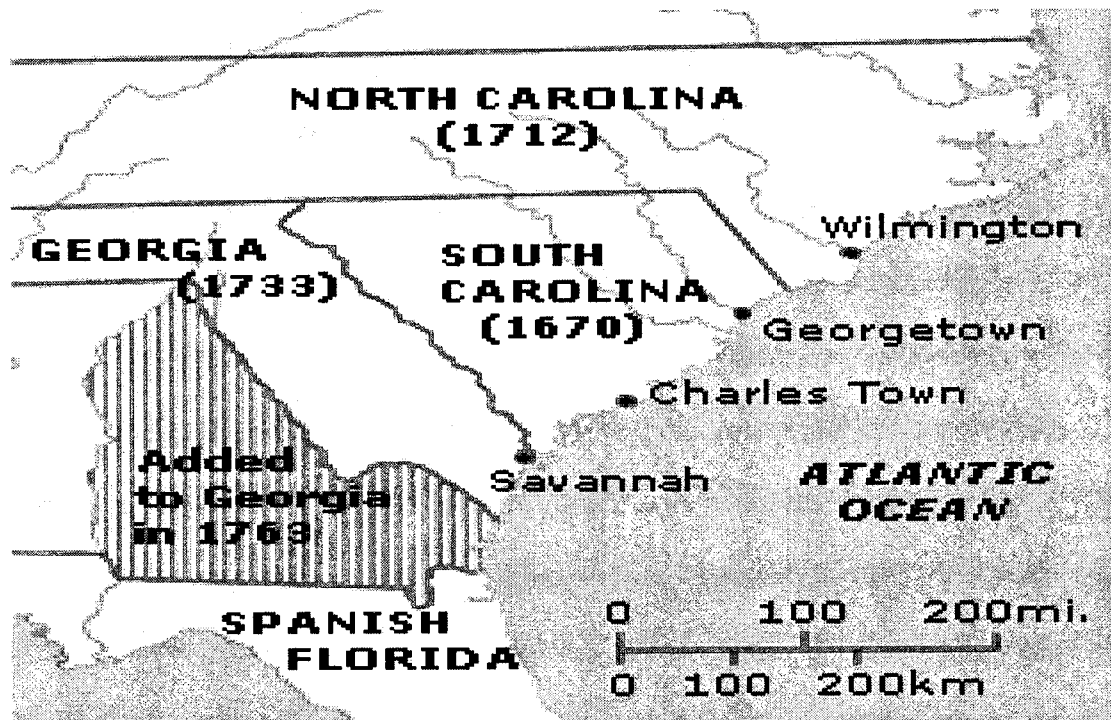 NORTH CAROLINA
(1712)
Wilmington
GEORGIA
(1733)
SOUTH
CAROLINA
(1670)
Georgetown
Charles Town
Added
to Georgia
in 1763
Savannah
ATLANTIC
OCEAN
SPANISH
FLORIDA
0 100 200mi.
0 100 200km